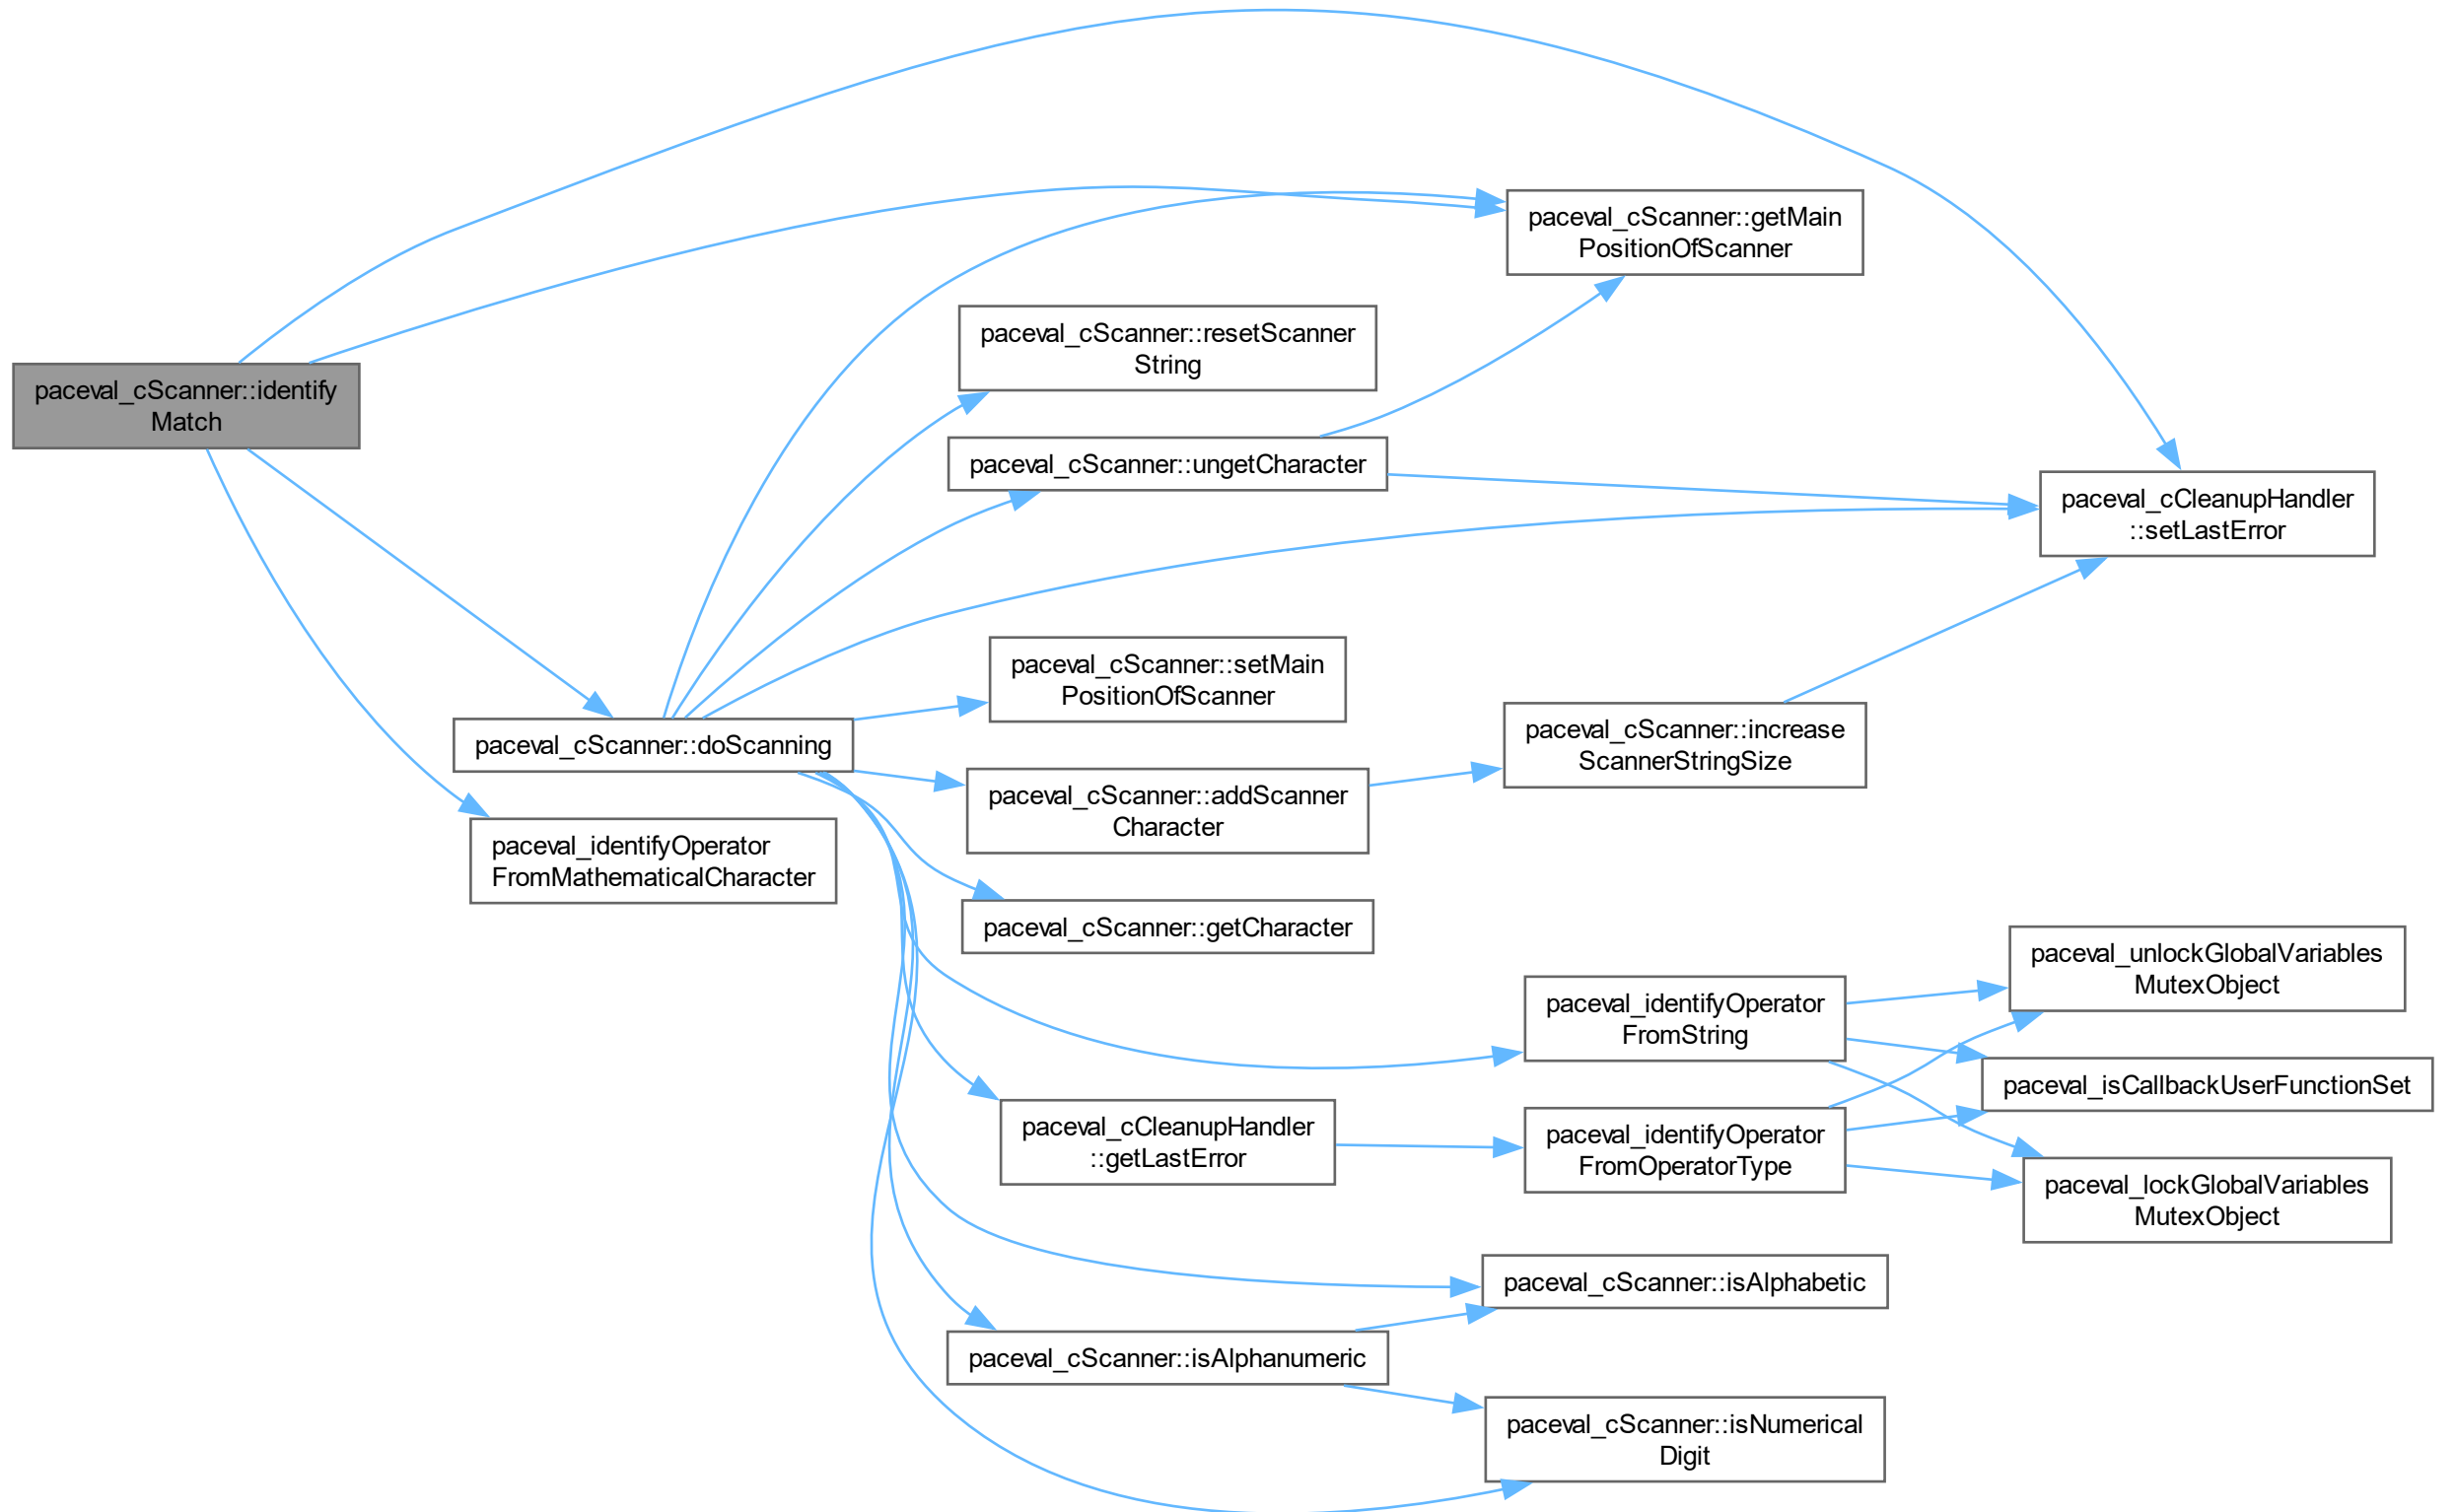 paceval_cScanner::identify
Match
paceval_cScanner::getMain
PositionOfScanner
paceval_cScanner::resetScanner
String
paceval_cScanner::ungetCharacter
paceval_cCleanupHandler
::setLastError
paceval_cScanner::setMain
PositionOfScanner
paceval_cScanner::doScanning
paceval_cScanner::increase
ScannerStringSize
paceval_cScanner::addScanner
Character
paceval_identifyOperator
FromMathematicalCharacter
paceval_cScanner::getCharacter
paceval_unlockGlobalVariables
MutexObject
paceval_identifyOperator
FromString
paceval_isCallbackUserFunctionSet
paceval_cCleanupHandler
::getLastError
paceval_identifyOperator
FromOperatorType
paceval_lockGlobalVariables
MutexObject
paceval_cScanner::isAlphabetic
paceval_cScanner::isAlphanumeric
paceval_cScanner::isNumerical
Digit